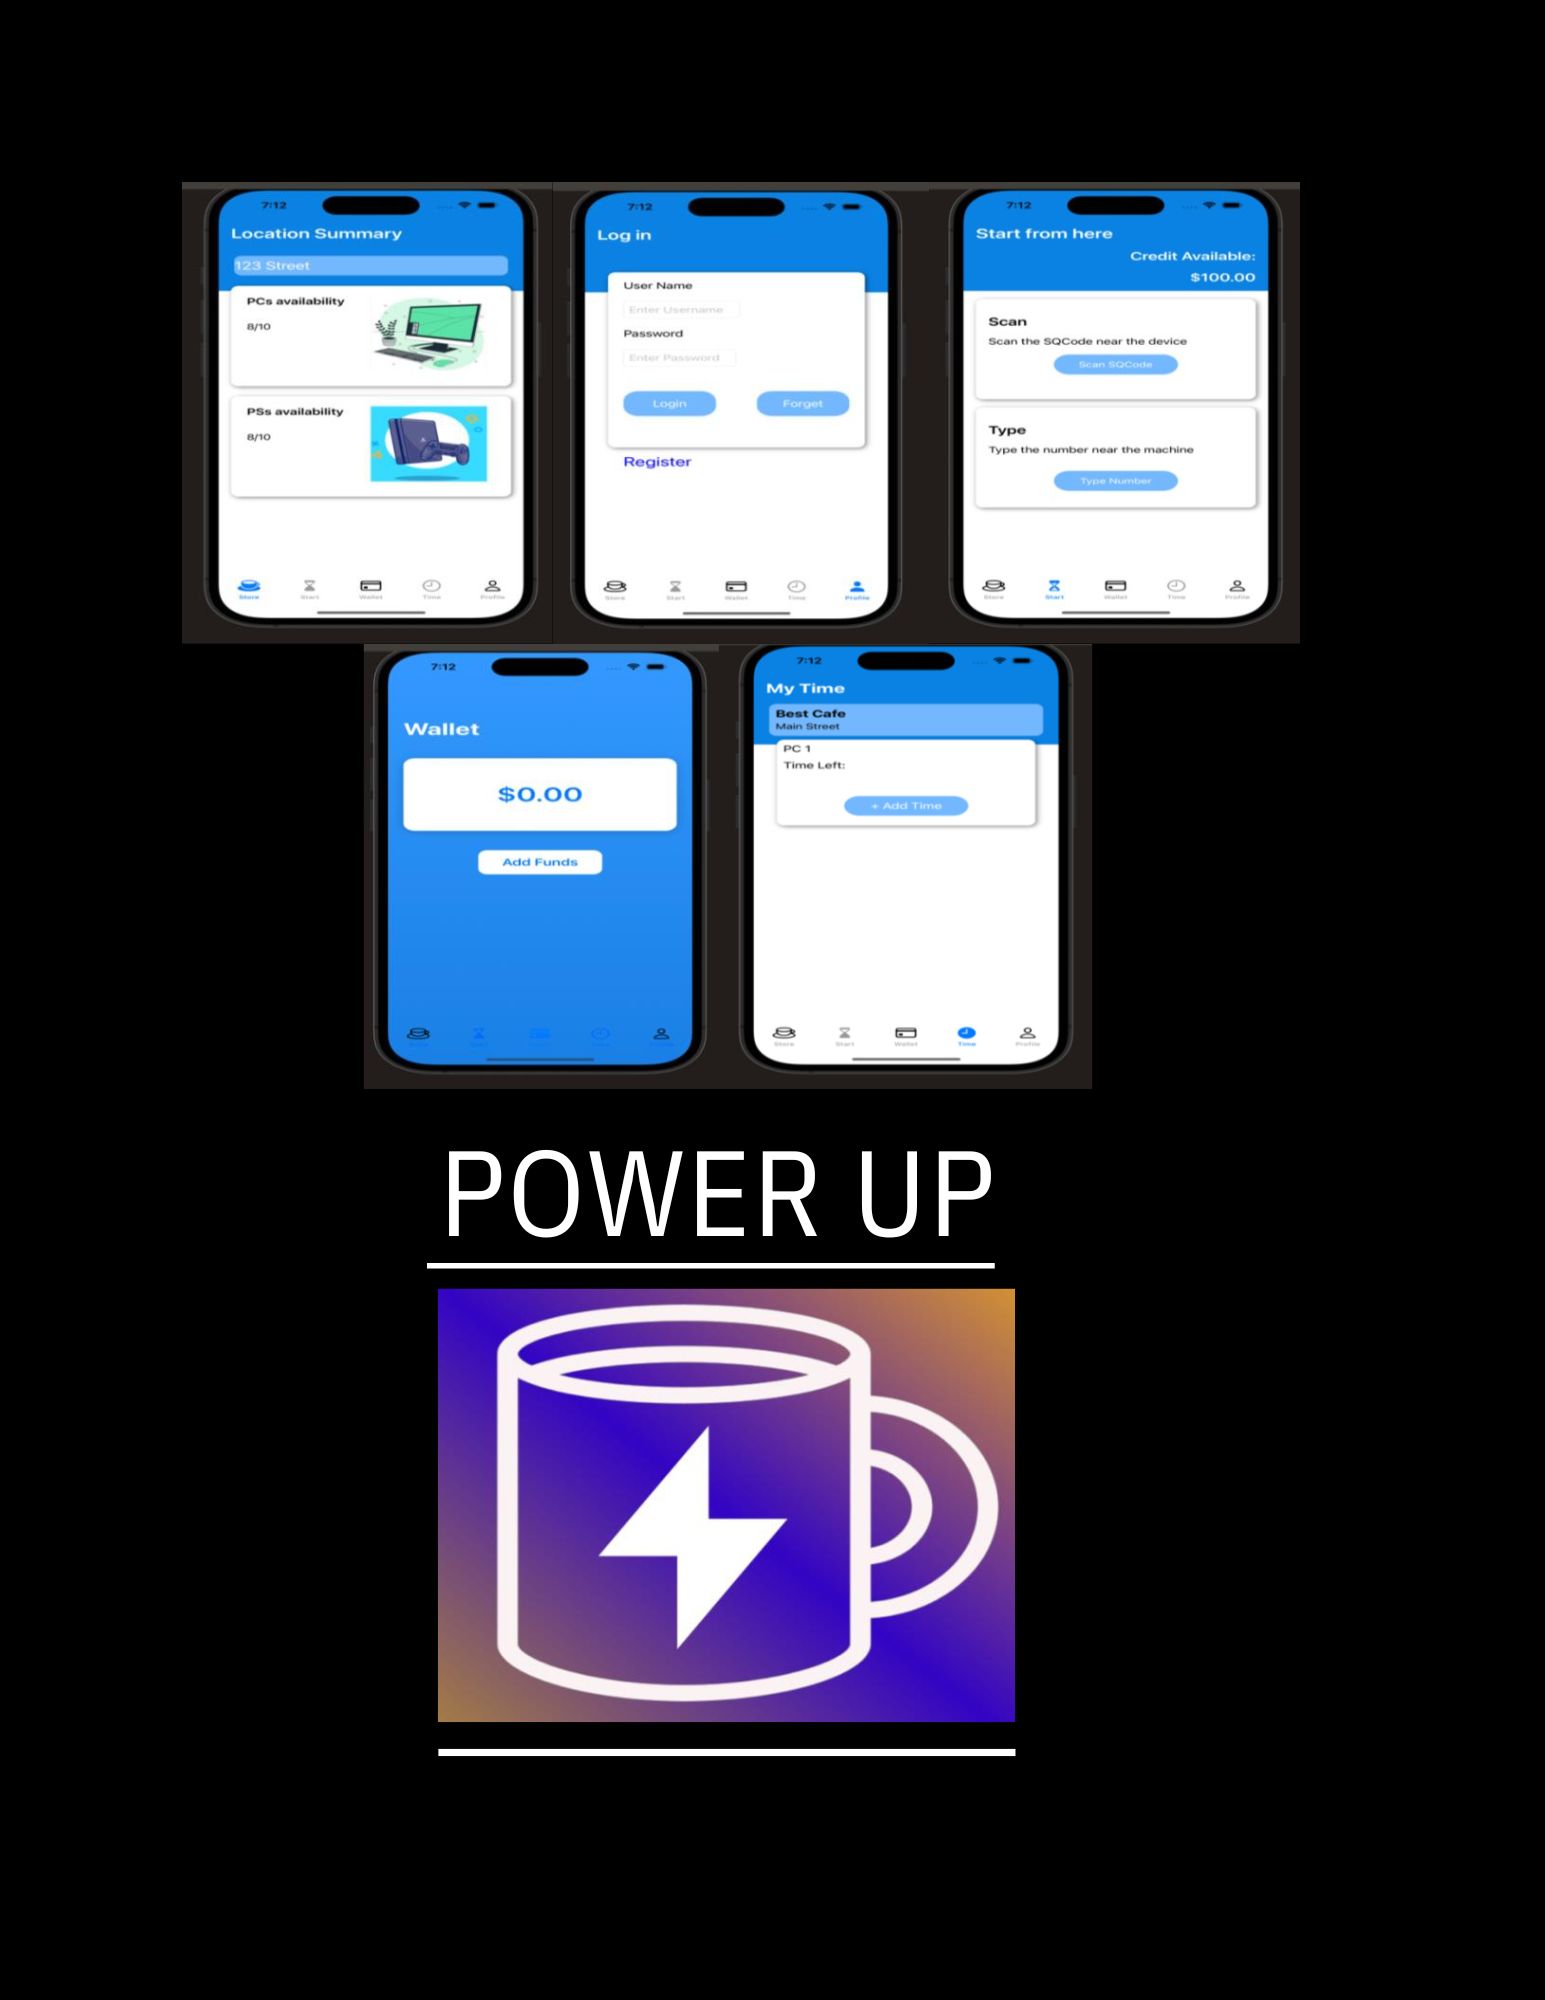 7:12
Location Summary
123 Street
PCs availability
8/10
PSs availability
8/10
Store
Start
Wallet
Time
Profile
7:12
Log in
User Name
Enter Username
Password
Enter Password
Login
Forget
Register
Store
Start
Wallet
Time
Profile
7:12
Start from here
Credit Available:
$100.00
Scan
Scan the SQCode near the device
Scan SQCode
Type
Type the number near the machine
Type Number
Store
Start
Wallet
Time
Profile
7:12
Wallet
$0.00
Add Funds
7:12
My Time
Best Cafe
Main Street
PC 1
Time Left:
+ Add Time
Store
Start
Wallet
Time
Profile
POWER UP